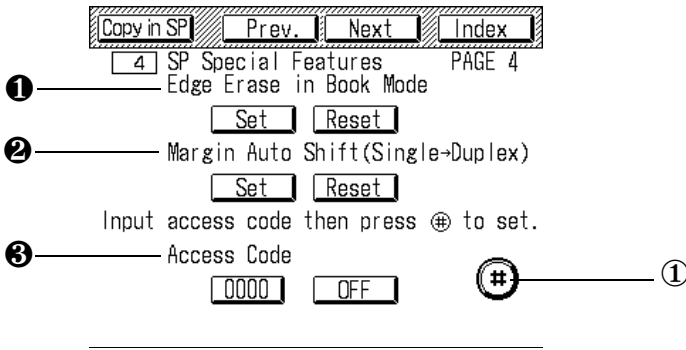 Copy in SP Prev. Next Index
4 SP Special Features PAGE 4
❶ Edge Erase in Book Mode
Set Reset
❷ Margin Auto Shift(Single→Duplex)
Set Reset
Input access code then press ⌗ to set.
❸ Access Code
0000 OFF # ①